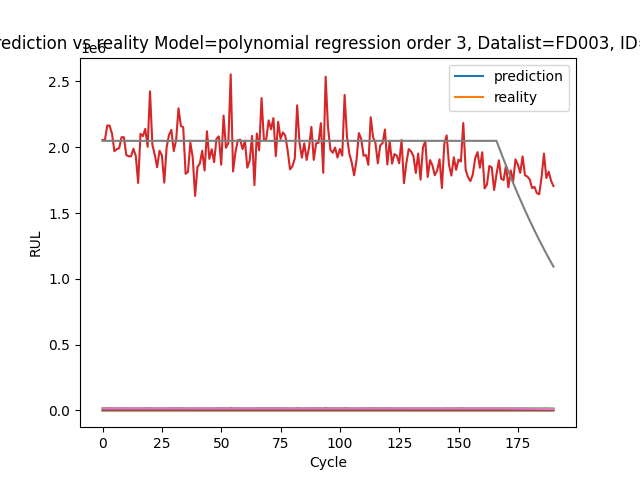 rediction vs reality Model=polynomial regression order 3, Datalist=FD003, ID=
1e6
prediction
reality
2.5
2.0
1.5
1.0
0.5
0.0
RUL
0
25
50
75
100
125
150
175
Cycle